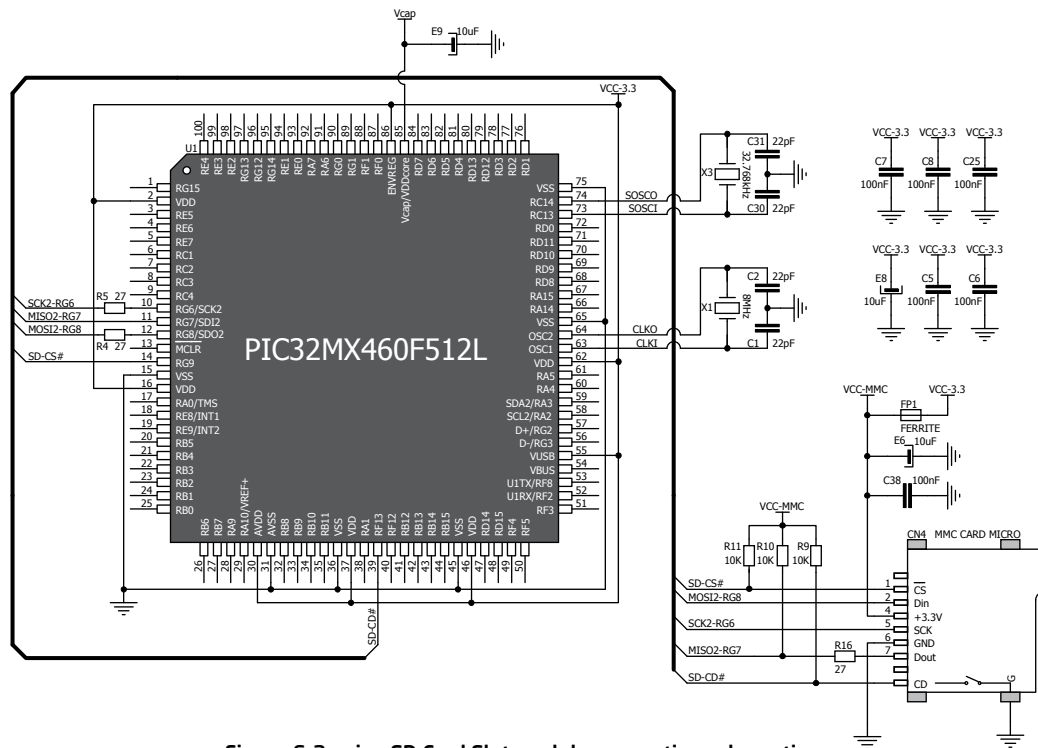 Vcap
E9 10uF
VCC-3.3
100 99 98 97 96 95 94 93 92 91 90 89 88 87 86 85 84 83 82 81 80 79 78 77 76
U1
RE4 RE3 RE2 RG13 RG12 RG14 RE1 RE0 RA7 RA6 RG0 RG1 RF1 RF0 ENVREG Vcap/VDDcore RD7 RD6 RD5 RD4 RD13 RD12 RD3 RD2 RD1
1 RG15
2 VDD
3 RE5
4 RE6
5 RE7
6 RC1
7 RC2
8 RC3
9 RC4
SCK2-RG6 R5 27 10 RG6/SCK2
MISO2-RG7 11 RG7/SDI2
MOSI2-RG8 R4 27 12 RG8/SDO2
13 MCLR
SD-CS# 14 RG9
15 VSS
16 VDD
17 RA0/TMS
18 RE8/INT1
19 RE9/INT2
20 RB5
21 RB4
22 RB3
23 RB2
24 RB1
25 RB0
PIC32MX460F512L
VSS 75
RC14 74 SOSCO
RC13 73 SOSCI
RD0 72
RD11 71
RD10 70
RD9 69
RD8 68
RA15 67
RA14 66
VSS 65
OSC2 64 CLKO
OSC1 63 CLKI
VDD 62
RA5 61
RA4 60
SDA2/RA3 59
SCL2/RA2 58
D+/RG2 57
D-/RG3 56
VUSB 55
VBUS 54
U1TX/RF8 53
U1RX/RF2 52
RF3 51
RB6 RB7 RA9 RA10/VREF+ AVDD AVSS RB8 RB9 RB10 RB11 VSS VDD RA1 RF13 RF12 RB12 RB13 RB14 RB15 VSS VDD RD14 RD15 RF4 RF5
26 27 28 29 30 31 32 33 34 35 36 37 38 39 40 41 42 43 44 45 46 47 48 49 50
SD-CD#
X3
32.768kHz
C31 22pF
C30 22pF
X1
8MHz
C2 22pF
C1 22pF
VCC-3.3 VCC-3.3 VCC-3.3
C7 C8 C25
100nF 100nF 100nF
VCC-3.3 VCC-3.3 VCC-3.3
E8 C5 C6
10uF 100nF 100nF
VCC-MMC VCC-3.3
FP1
FERRITE
E6 10uF
C38 100nF
VCC-MMC
R11 R10 R9
10K 10K 10K
CN4 MMC CARD MICRO
SD-CS# 1 CS
MOSI2-RG8 2 Din
4 +3.3V
SCK2-RG6 5 SCK
6 GND
MISO2-RG7 R16 27 7 Dout
SD-CD# CD
G